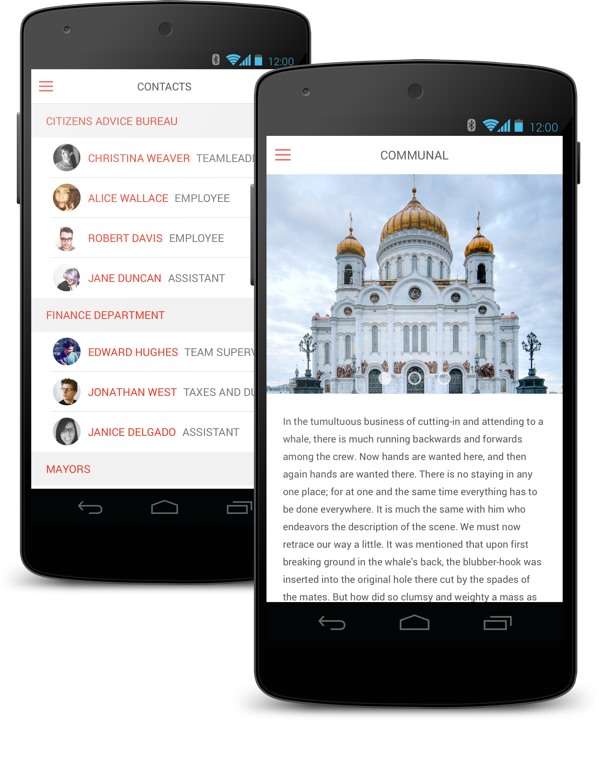 12:00
CONTACTS
CITIZENS ADVICE BUREAU
CHRISTINA WEAVER TEAMLEADE
ALICE WALLACE EMPLOYEE
ROBERT DAVIS EMPLOYEE
JANE DUNCAN ASSISTANT
FINANCE DEPARTMENT
EDWARD HUGHES TEAM SUPERV
JONATHAN WEST TAXES AND DU
JANICE DELGADO ASSISTANT
MAYORS
12:00
COMMUNAL
In the tumultuous business of cutting-in and attending to a
whale, there is much running backwards and forwards
among the crew. Now hands are wanted here, and then
again hands are wanted there. There is no staying in any
one place; for at one and the same time everything has to
be done everywhere. It is much the same with him who
endeavors the description of the scene. We must now
retrace our way a little. It was mentioned that upon first
breaking ground in the whale's back, the blubber-hook was
inserted into the original hole there cut by the spades of
the mates. But how did so clumsy and weighty a mass as